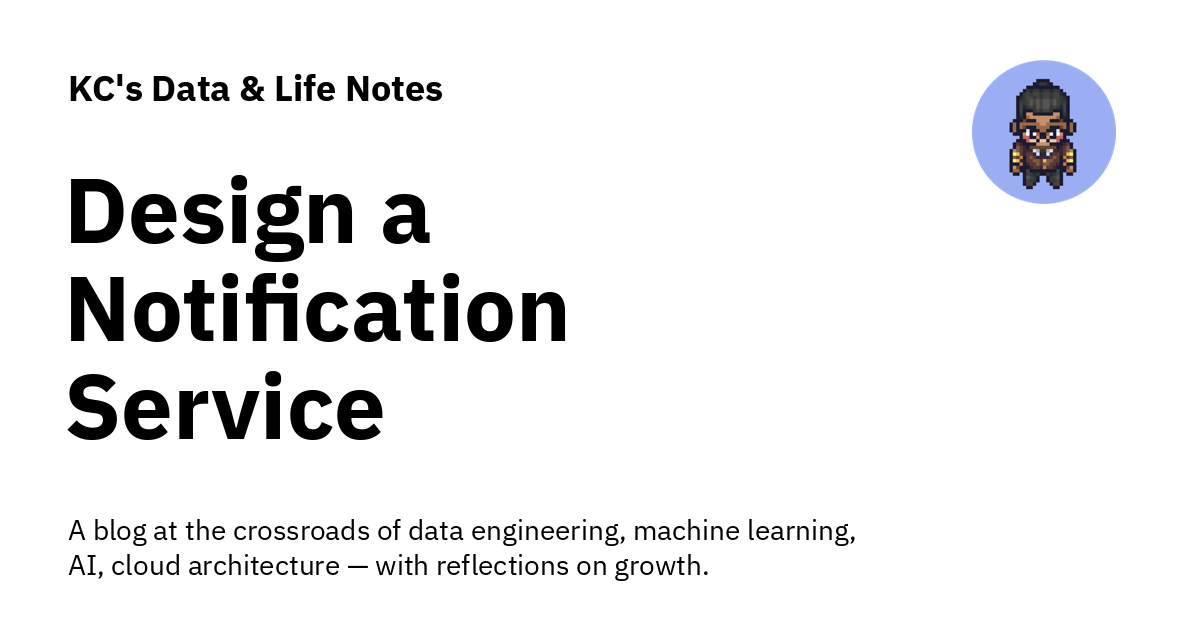 KC's Data & Life Notes
Design a
Notification
Service
A blog at the crossroads of data engineering, machine learning,
AI, cloud architecture — with reflections on growth.